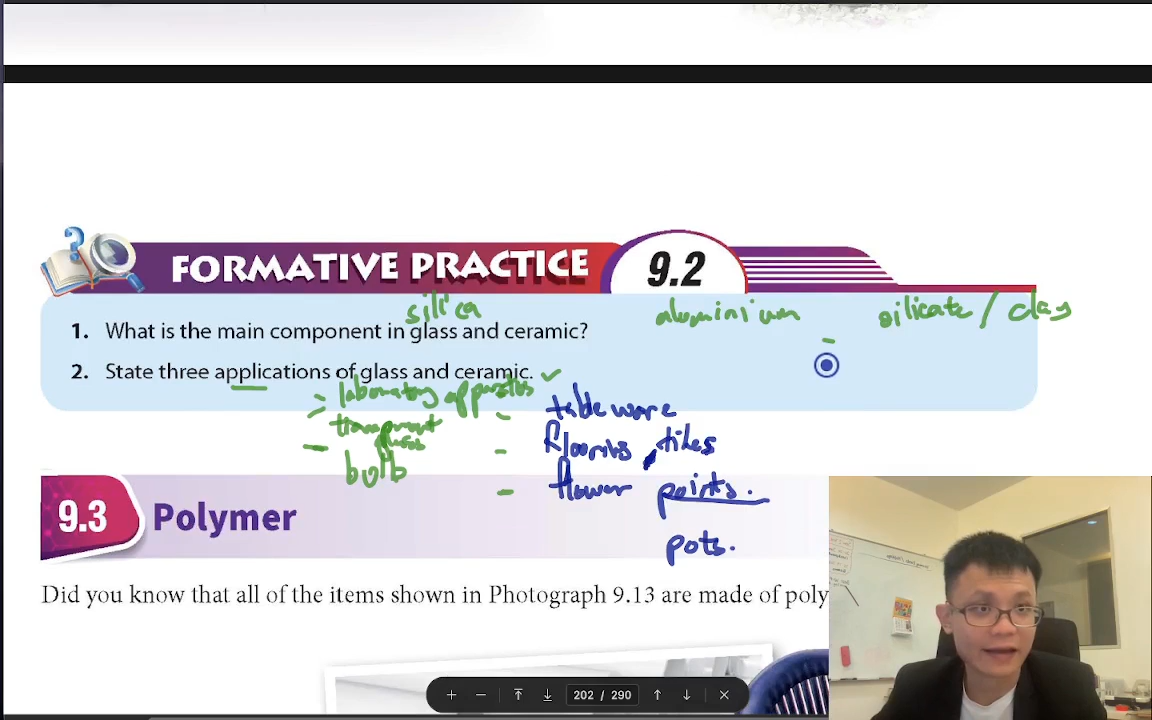 FORMATIVE PRACTICE 9.2
silica aluminium silicate / clay
1. What is the main component in glass and ceramic?
2. State three applications of glass and ceramic.
laboratory apparatus
tableware
transparent
floorings, tiles
bulb
flower points.
pots.
9.3 Polymer
Did you know that all of the items shown in Photograph 9.13 are made of poly
202 / 290